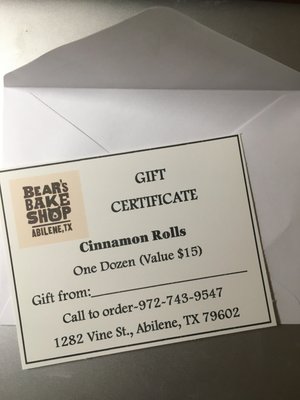 BEAR'S
BAKE
SHOP
ABILENE, TX
GIFT
CERTIFICATE
Cinnamon Rolls
One Dozen (Value $15)
Gift from:
Call to order-972-743-9547
1282 Vine St., Abilene, TX 79602